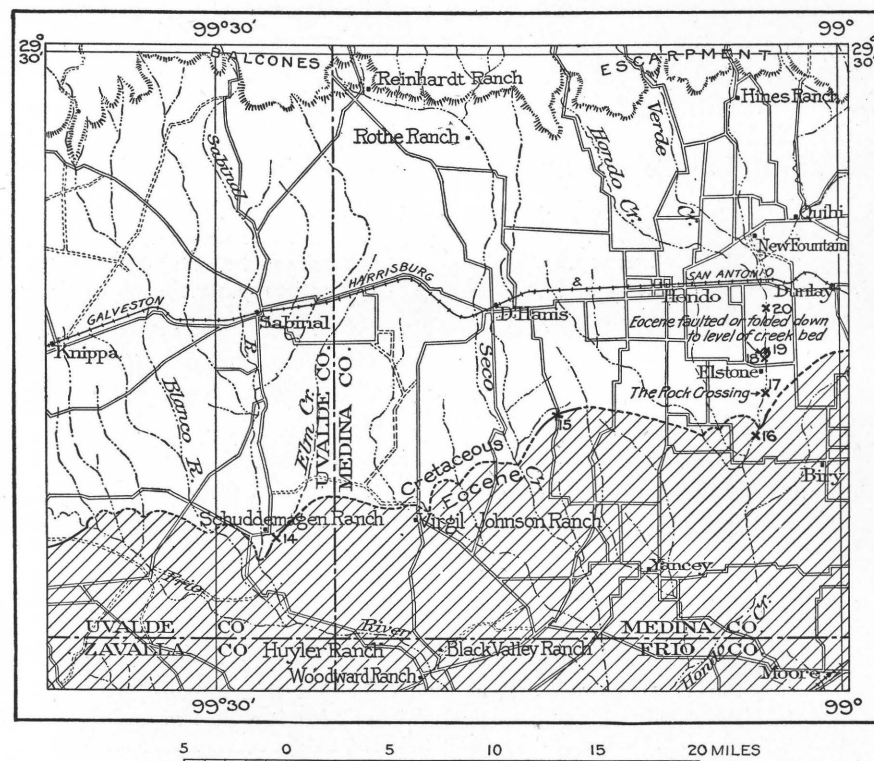 99°30′
99°
29°
30′
29°
30′
BALCONES
ESCARPMENT
Reinhardt Ranch
Hines Ranch
Rothe Ranch
Sabinal
Hondo Cr.
Verde
Cr.
Quihi
New Fountain
GALVESTON
HARRISBURG
&
SAN ANTONIO
Hondo
Dunlay
Sabinal
D'Hanis
20
Eocene faulted or folded down
to level of creek bed
Knippa
R.
19
18
Elstone
Seco
Cr.
Blanco R.
Elm Cr.
UVALDE CO.
MEDINA CO.
The Rock Crossing
17
15
16
Cretaceous
Eocene
Biry
Schuddemagen Ranch
Virgil Johnson Ranch
14
Yancey
Frio
River
UVALDE CO
MEDINA CO
ZAVALLA CO
FRIO CO
Huyler Ranch
Black Valley Ranch
Hondo Cr.
Woodward Ranch
Moore
99°30′
99°
5 0 5 10 15 20 MILES